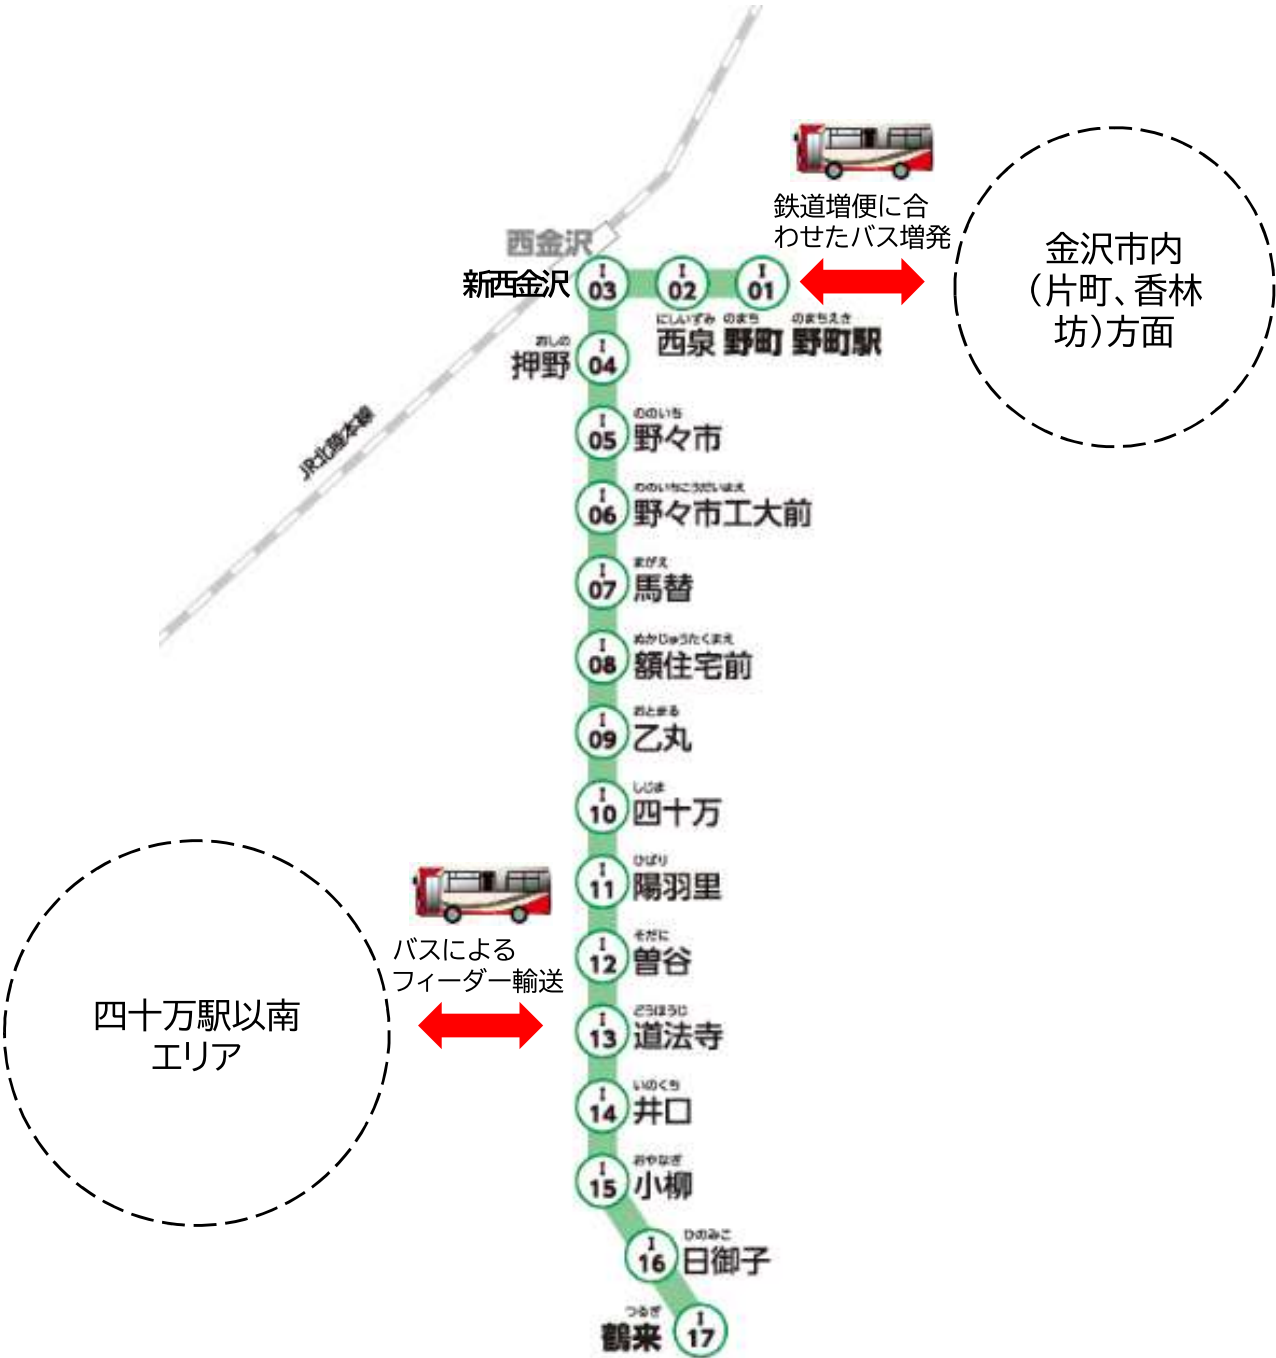 鉄道増便に合
わせたバス増発
金沢市内
（片町、香林
坊）方面
西金沢
新西金沢
I
03
I
02
I
01
にしいずみ
西泉
のまち
野町
のまちえき
野町駅
おしの
押野
I
04
JR北陸本線
I
05
ののいち
野々市
I
06
ののいちこうだいまえ
野々市工大前
I
07
まがえ
馬替
I
08
ぬかじゅうたくまえ
額住宅前
I
09
おとまる
乙丸
I
10
しじま
四十万
I
11
ひばり
陽羽里
I
12
そだに
曽谷
I
13
どうほうじ
道法寺
I
14
いのくち
井口
I
15
おやなぎ
小柳
I
16
ひのみこ
日御子
つるぎ
鶴来
I
17
バスによる
フィーダー輸送
四十万駅以南
エリア